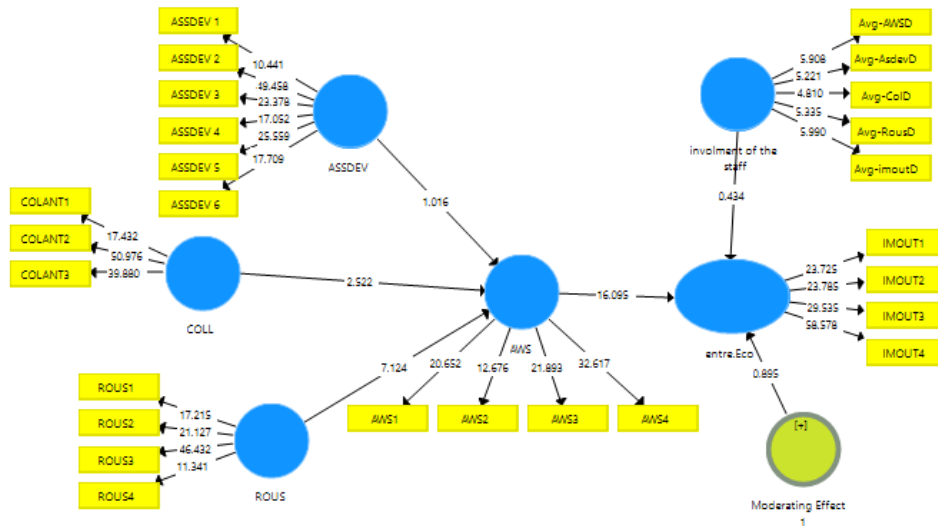 ASSDEV 1
ASSDEV 2
ASSDEV 3
ASSDEV 4
ASSDEV 5
ASSDEV 6
10.441
49.458
23.378
17.052
25.559
17.709
ASSDEV
Avg-AWSD
Avg-AsdevD
Avg-ColD
Avg-RousD
Avg-imoutD
5.908
5.221
4.810
5.335
5.990
involment of the
staff
1.016
0.434
COLANT1
COLANT2
COLANT3
17.432
50.976
39.880
COLL
2.522
AWS
16.095
entre.Eco
IMOUT1
IMOUT2
IMOUT3
IMOUT4
23.725
23.785
29.535
58.578
7.124
20.652
12.676
21.893
32.617
AWS1
AWS2
AWS3
AWS4
0.895
ROUS1
ROUS2
ROUS3
ROUS4
17.215
21.127
46.432
11.341
ROUS
[+]
Moderating Effect
1